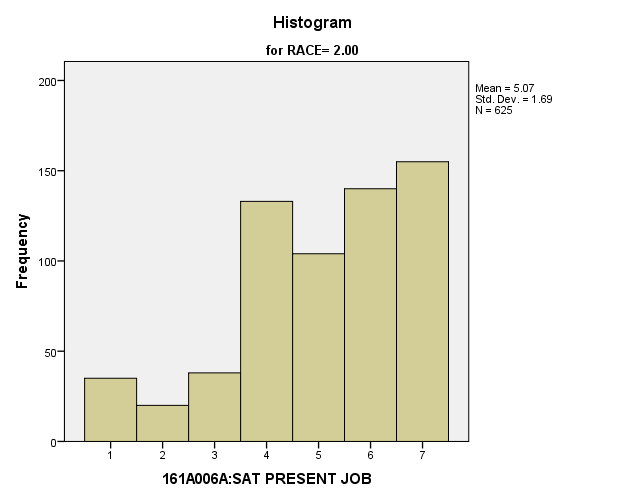 Histogram
for RACE= 2.00
Mean = 5.07
Std. Dev. = 1.69
N = 625
200
150
100
50
0
Frequency
1 2 3 4 5 6 7
161A006A:SAT PRESENT JOB